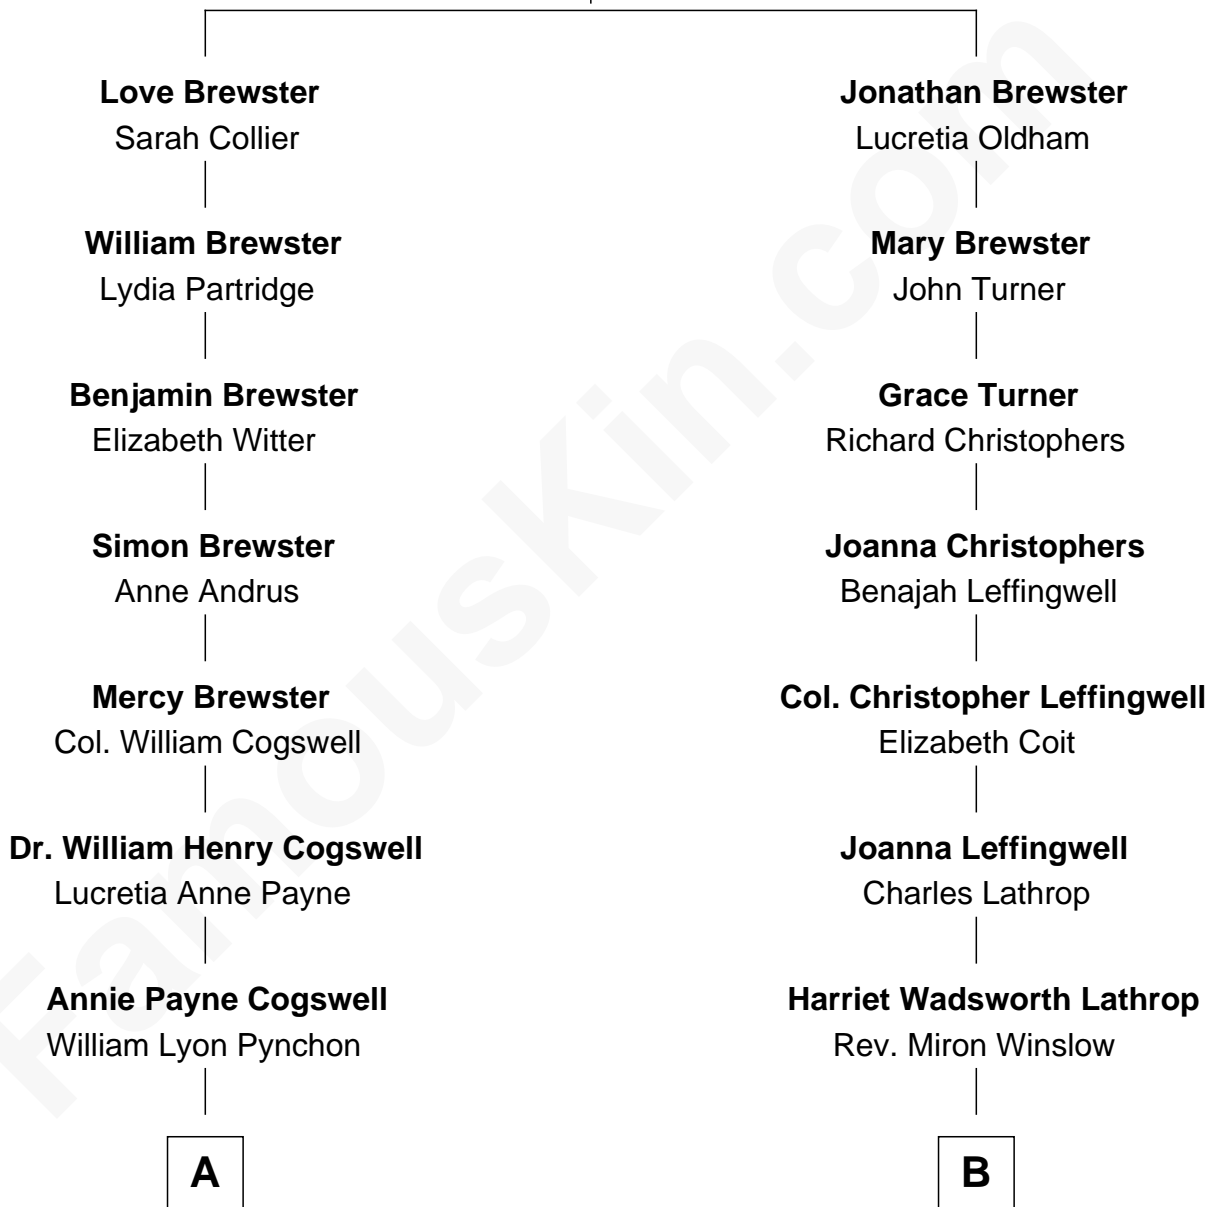 Love Brewster
Sarah Collier
William Brewster
Lydia Partridge
Benjamin Brewster
Elizabeth Witter
Simon Brewster
Anne Andrus
Mercy Brewster
Col. William Cogswell
Dr. William Henry Cogswell
Lucretia Anne Payne
Annie Payne Cogswell
William Lyon Pynchon
A
Jonathan Brewster
Lucretia Oldham
Mary Brewster
John Turner
Grace Turner
Richard Christophers
Joanna Christophers
Benajah Leffingwell
Col. Christopher Leffingwell
Elizabeth Coit
Joanna Leffingwell
Charles Lathrop
Harriet Wadsworth Lathrop
Rev. Miron Winslow
B
FamousKin.com